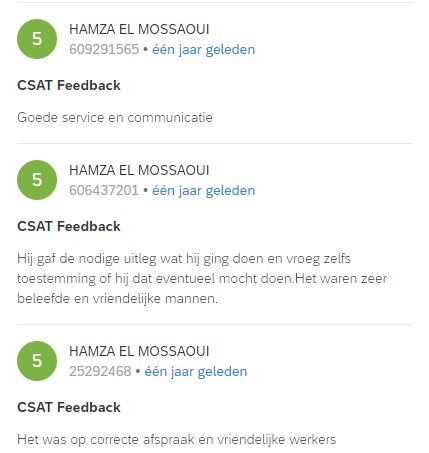 5
HAMZA EL MOSSAOUI
609291565 • één jaar geleden
CSAT Feedback
Goede service en communicatie
5
HAMZA EL MOSSAOUI
606437201 • één jaar geleden
CSAT Feedback
Hij gaf de nodige uitleg wat hij ging doen en vroeg zelfs
toestemming of hij dat eventueel mocht doen.Het waren zeer
beleefde en vriendelijke mannen.
5
HAMZA EL MOSSAOUI
25292468 • één jaar geleden
CSAT Feedback
Het was op correcte afspraak en vriendelijke werkers